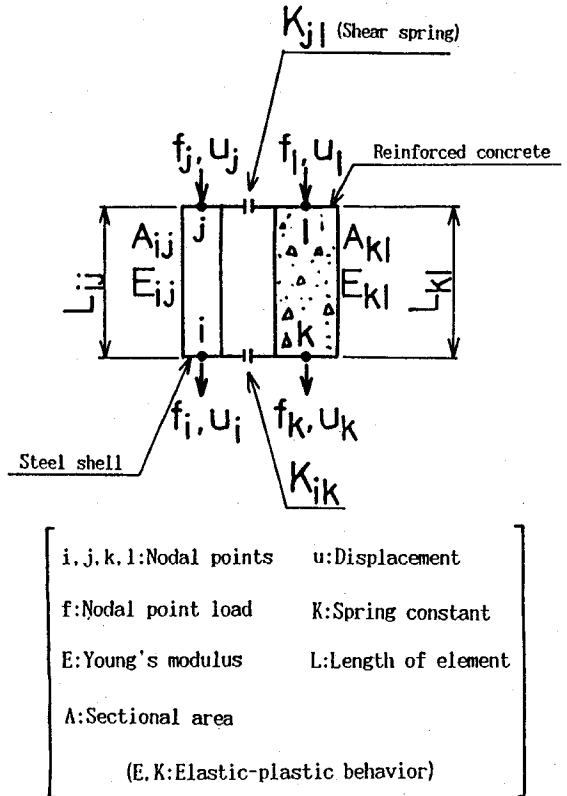 Kjl (Shear spring)
fj, uj fl, ul Reinforced concrete
j l
Aij Akl
Eij Ekl
Lij Lkl
i k
fi, ui fk, uk
Steel shell
Kik
i,j,k,l:Nodal points u:Displacement
f:Nodal point load K:Spring constant
E:Young's modulus L:Length of element
A:Sectional area
(E,K:Elastic-plastic behavior)